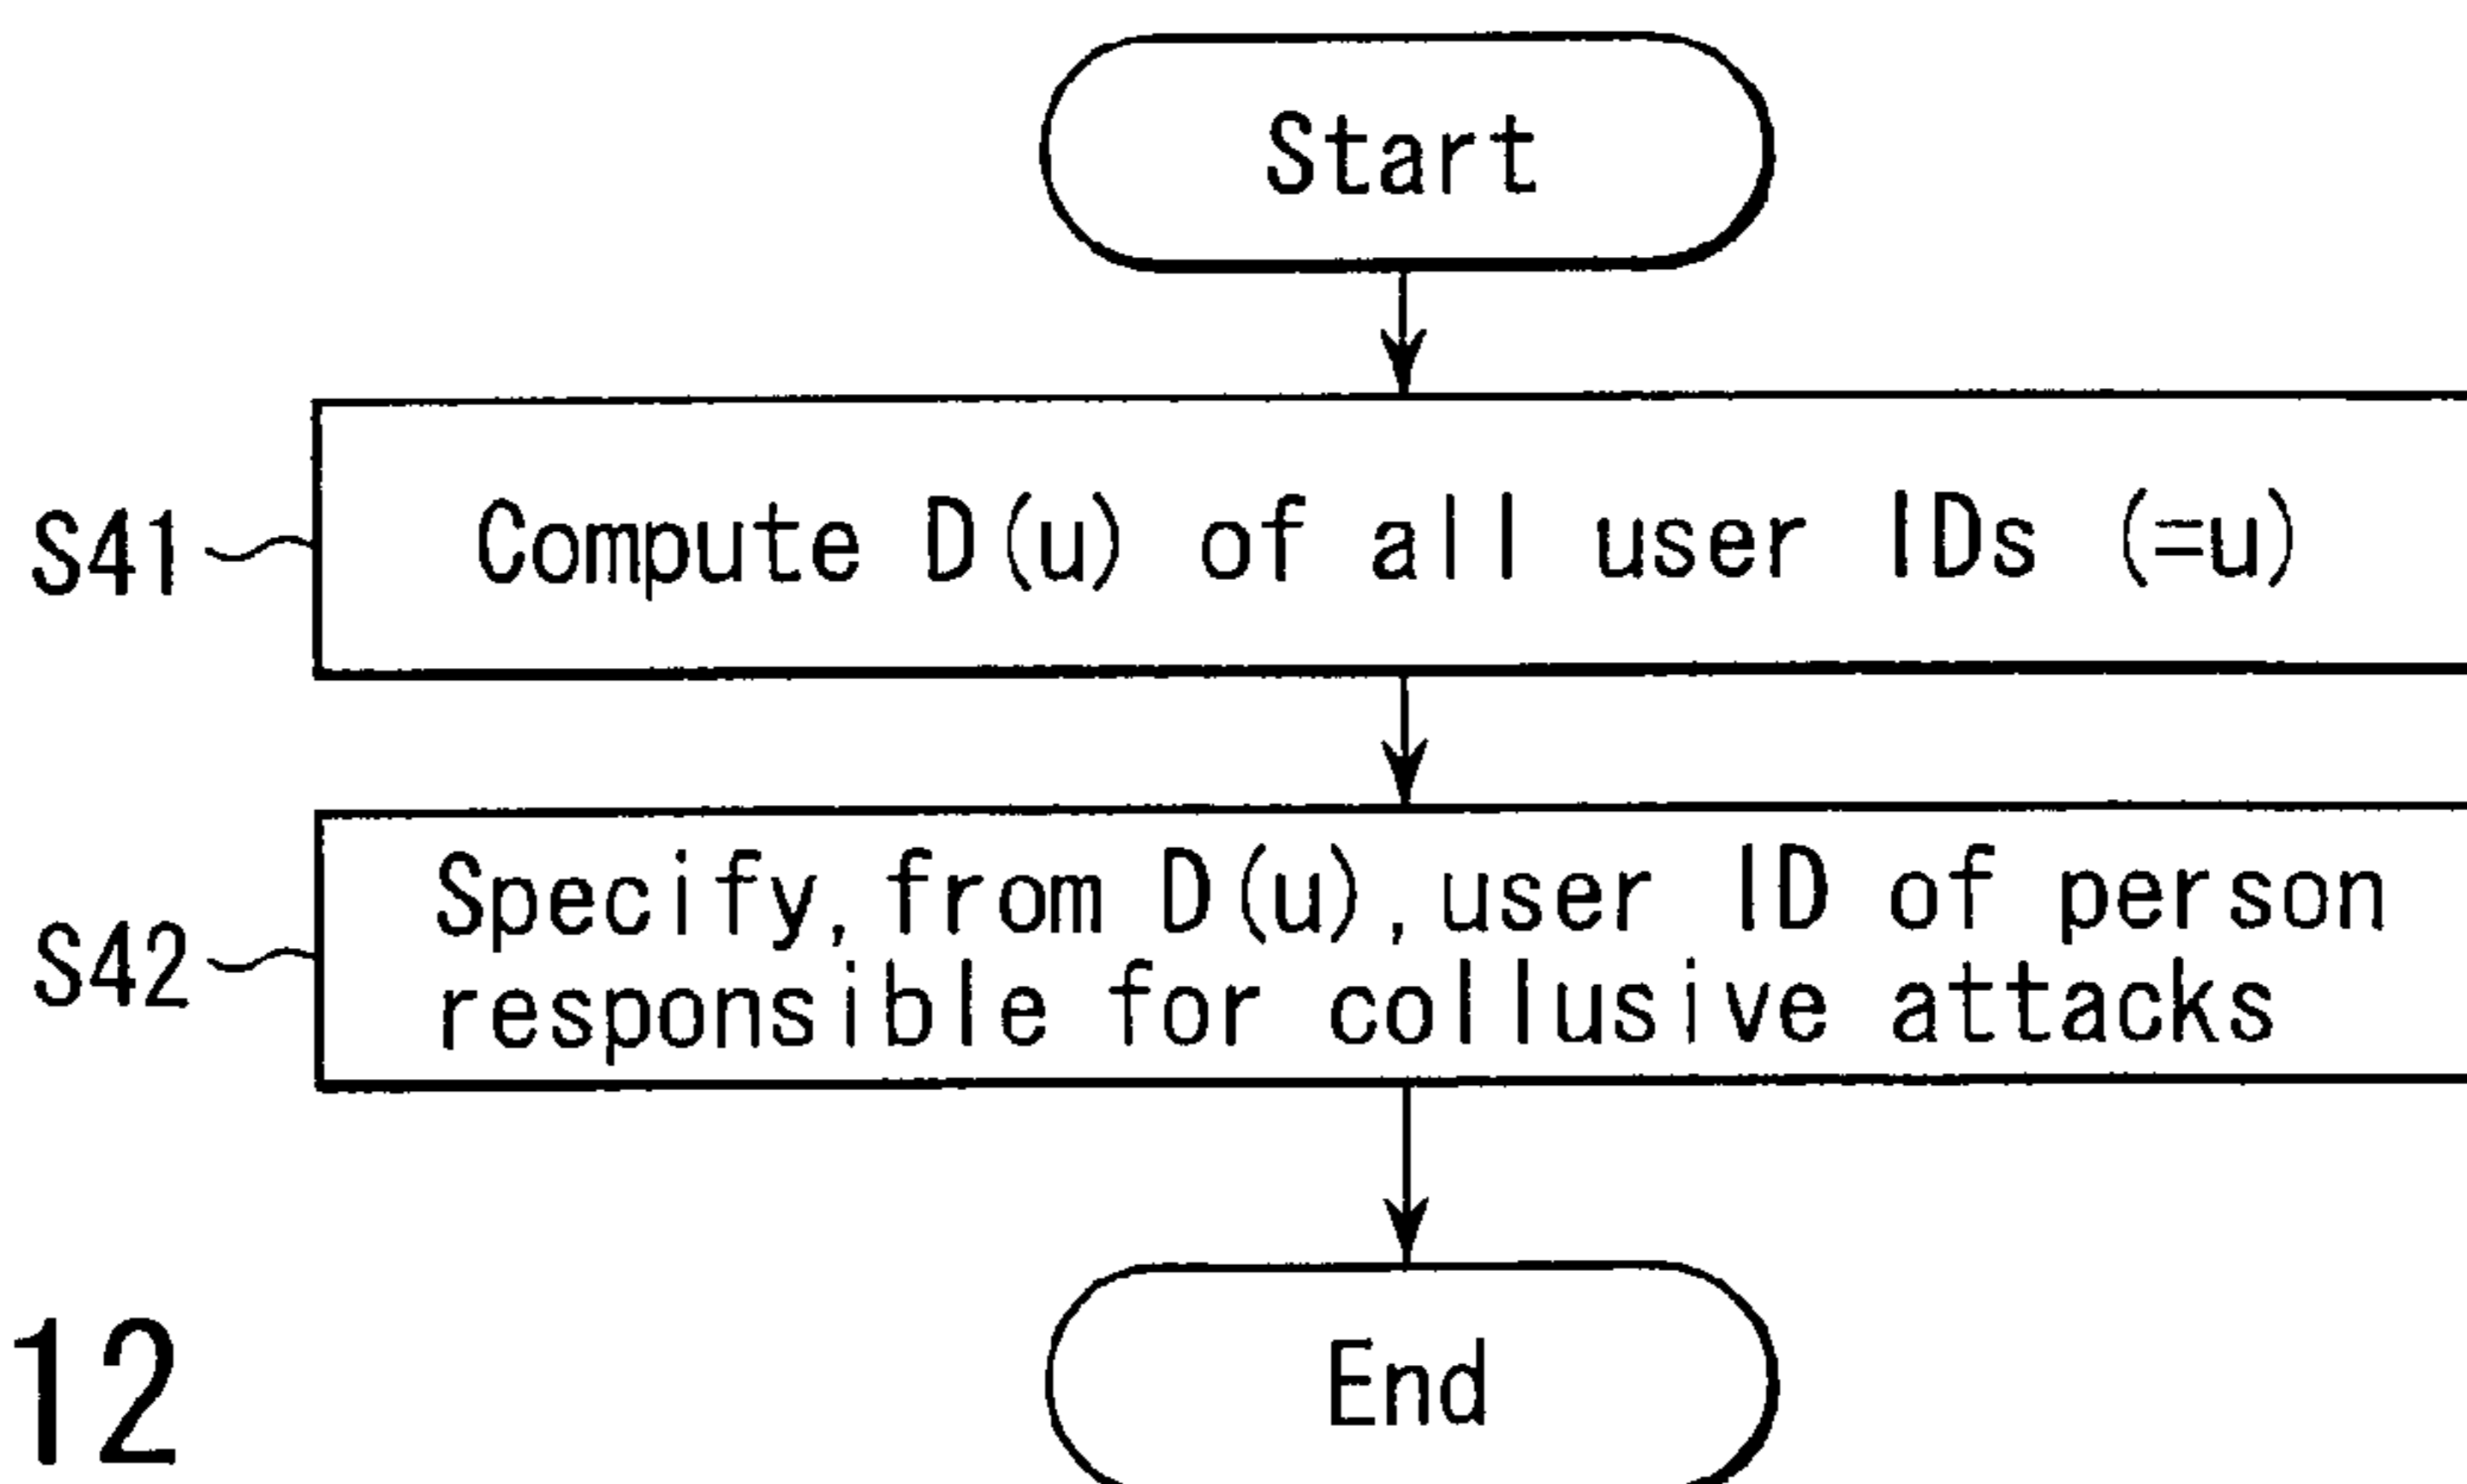 Start
S41
Compute D(u) of all user IDs (=u)
S42
Specify, from D(u), user ID of person
responsible for collusive attacks
End
12